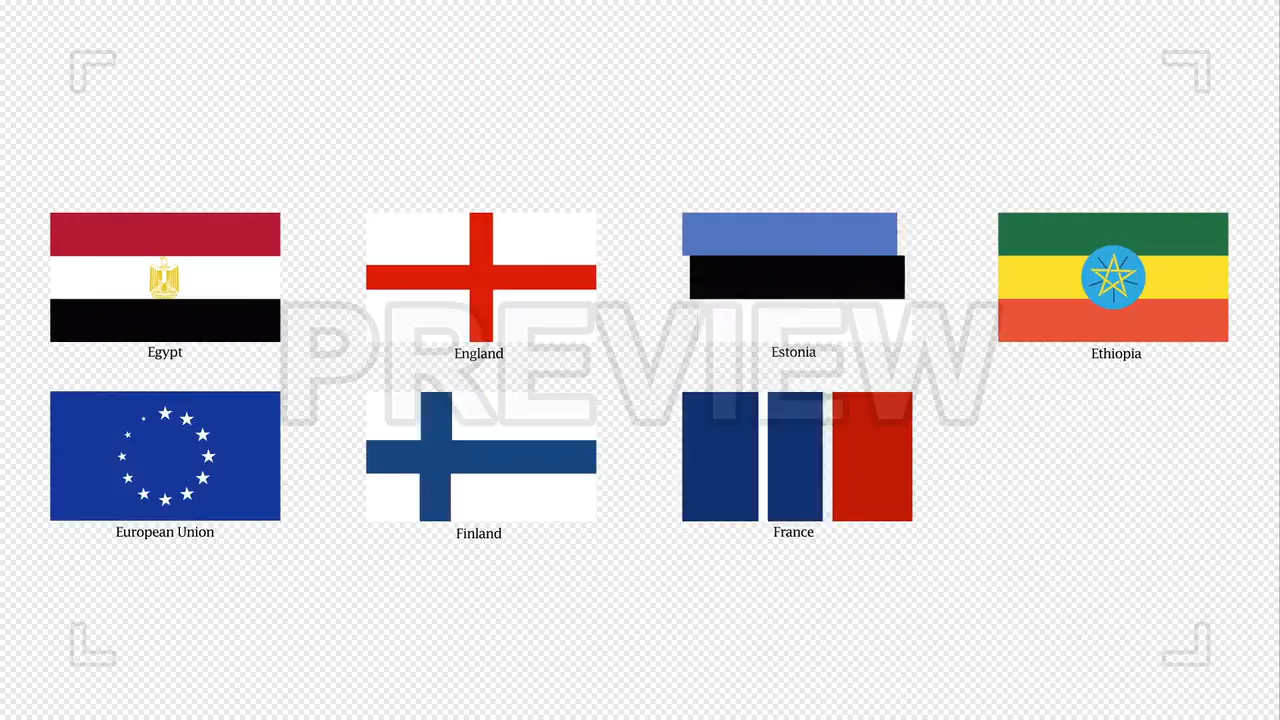 Egypt
England
Estonia
Ethiopia
PREVIEW
European Union
Finland
France